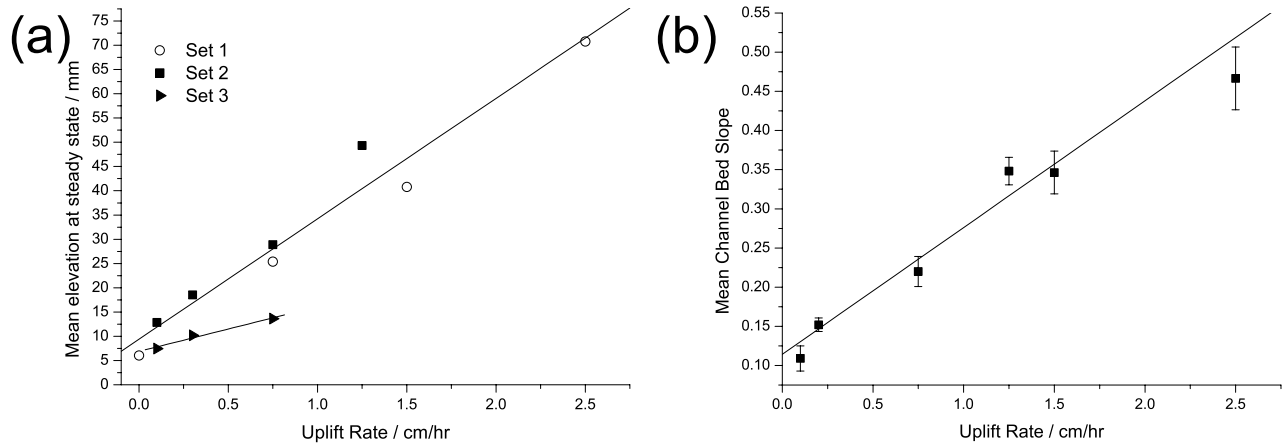 (a)
Set 1
Set 2
Set 3
Mean elevation at steady state / mm
75
70
65
60
55
50
45
40
35
30
25
20
15
10
5
0
0.0 0.5 1.0 1.5 2.0 2.5
Uplift Rate / cm/hr
(b)
Mean Channel Bed Slope
0.55
0.50
0.45
0.40
0.35
0.30
0.25
0.20
0.15
0.10
0.0 0.5 1.0 1.5 2.0 2.5
Uplift Rate / cm/hr